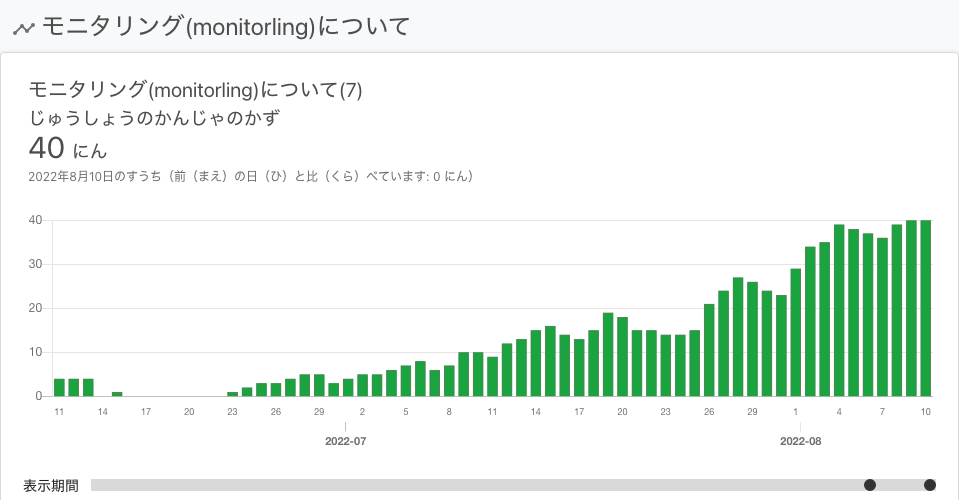 モニタリング(monitorling)について
モニタリング(monitorling)について(7)
じゅうしょうのかんじゃのかず
40 にん
2022年8月10日のすうち（前（まえ）の日（ひ）と比（くら）べています: 0 にん）
40
30
20
10
0
11 14 17 20 23 26 29 2 5 8 11 14 17 20 23 26 29 1 4 7 10
2022-07 2022-08
表示期間